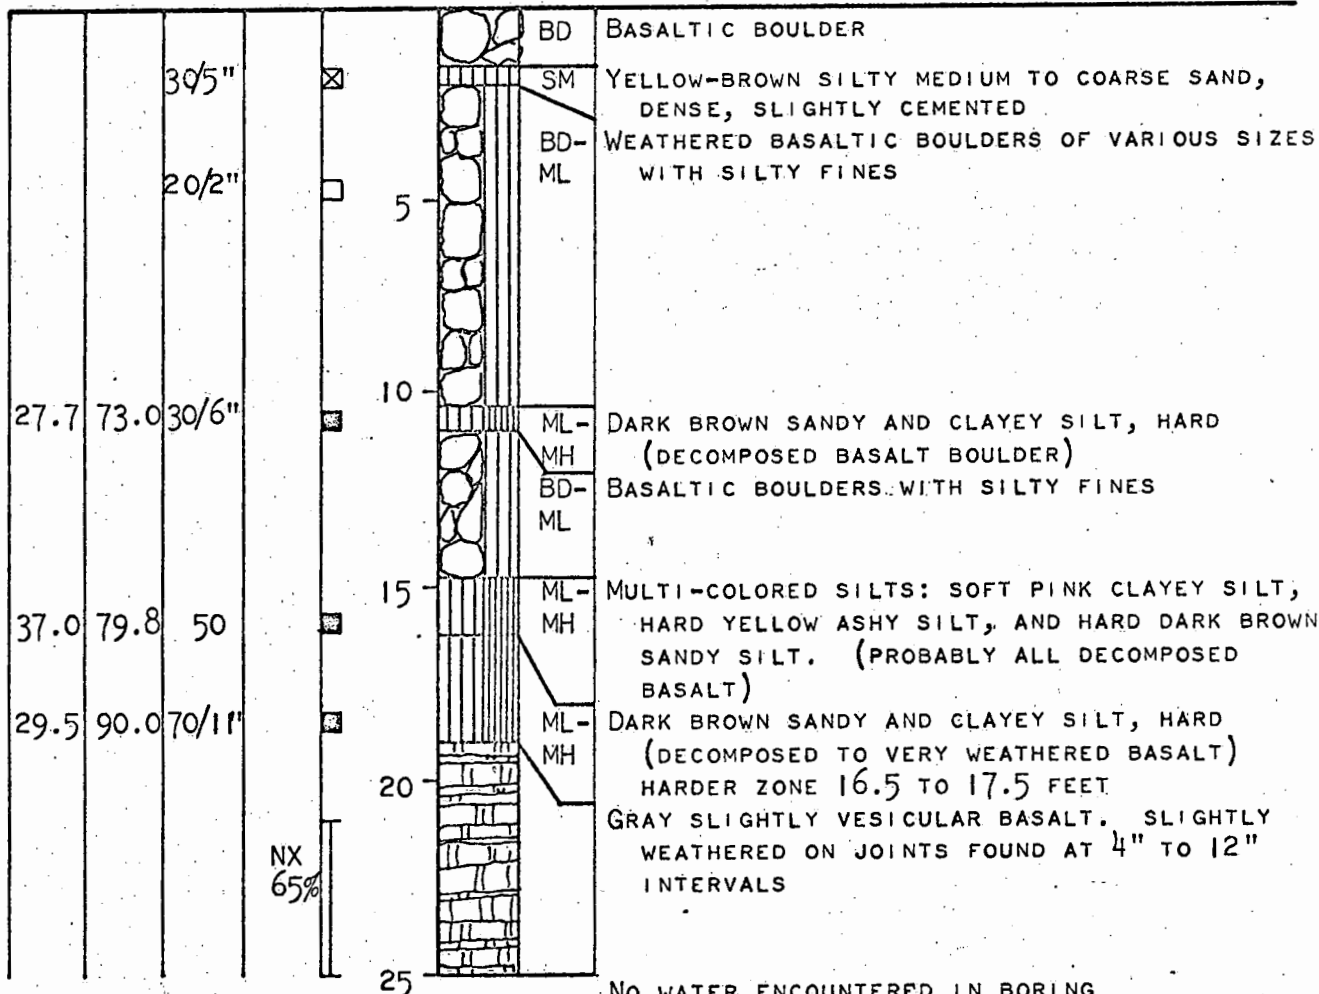 BD BASALTIC BOULDER
30/5" SM YELLOW-BROWN SILTY MEDIUM TO COARSE SAND,
DENSE, SLIGHTLY CEMENTED
BD- WEATHERED BASALTIC BOULDERS OF VARIOUS SIZES
20/2" ML WITH SILTY FINES
5
10
27.7 73.0 30/6" ML- DARK BROWN SANDY AND CLAYEY SILT, HARD
MH (DECOMPOSED BASALT BOULDER)
BD- BASALTIC BOULDERS WITH SILTY FINES
ML
15 ML- MULTI-COLORED SILTS: SOFT PINK CLAYEY SILT,
37.0 79.8 50 MH HARD YELLOW ASHY SILT, AND HARD DARK BROWN
SANDY SILT. (PROBABLY ALL DECOMPOSED
BASALT)
29.5 90.0 70/11" ML- DARK BROWN SANDY AND CLAYEY SILT, HARD
MH (DECOMPOSED TO VERY WEATHERED BASALT)
20 HARDER ZONE 16.5 TO 17.5 FEET
GRAY SLIGHTLY VESICULAR BASALT. SLIGHTLY
NX WEATHERED ON JOINTS FOUND AT 4" TO 12"
65% INTERVALS
25 NO WATER ENCOUNTERED IN BORING